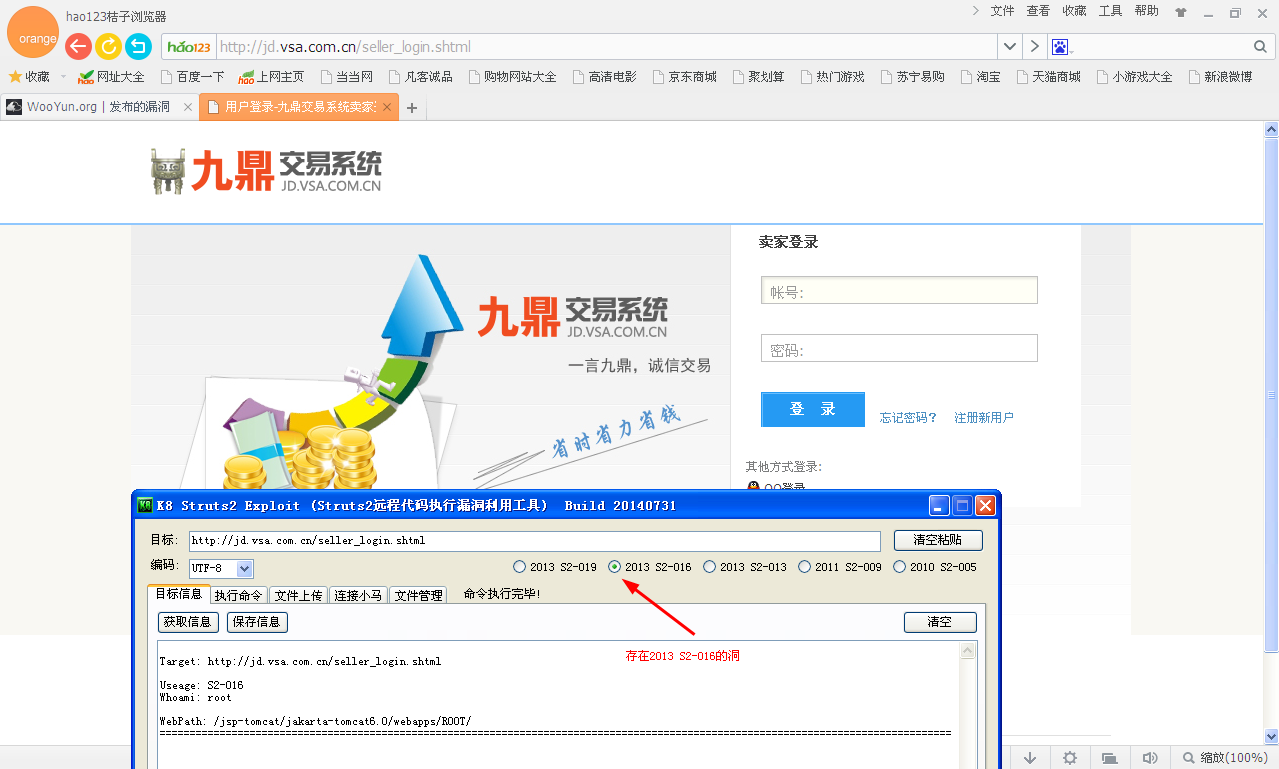 orange
hao123桔子浏览器
文件 查看 收藏 工具 帮助
hao123 http://jd.vsa.com.cn/seller_login.shtml
收藏 网址大全 百度一下 上网主页 当当网 凡客诚品 购物网站大全 高清电影 京东商城 聚划算 热门游戏 苏宁易购 淘宝 天猫商城 小游戏大全 新浪微博
WooYun.org | 发布的漏洞 用户登录-九鼎交易系统卖家
九鼎 交易系统
JD.VSA.COM.CN
卖家登录
帐号:
九鼎 交易系统
JD.VSA.COM.CN
密码:
一言九鼎，诚信交易
登 录 忘记密码？ 注册新用户
省时省力省钱
其他方式登录:
QQ登录
K8 Struts2 Exploit (Struts2远程代码执行漏洞利用工具) Build 20140731
目标: http://jd.vsa.com.cn/seller_login.shtml 清空粘贴
编码: UTF-8 2013 S2-019 2013 S2-016 2013 S2-013 2011 S2-009 2010 S2-005
目标信息 执行命令 文件上传 连接小马 文件管理 命令执行完毕!
获取信息 保存信息 清空
存在2013 S2-016的洞
Target: http://jd.vsa.com.cn/seller_login.shtml
Useage: S2-016
Whoami: root
WebPath: /jsp-tomcat/jakarta-tomcat6.0/webapps/ROOT/
缩放(100%)